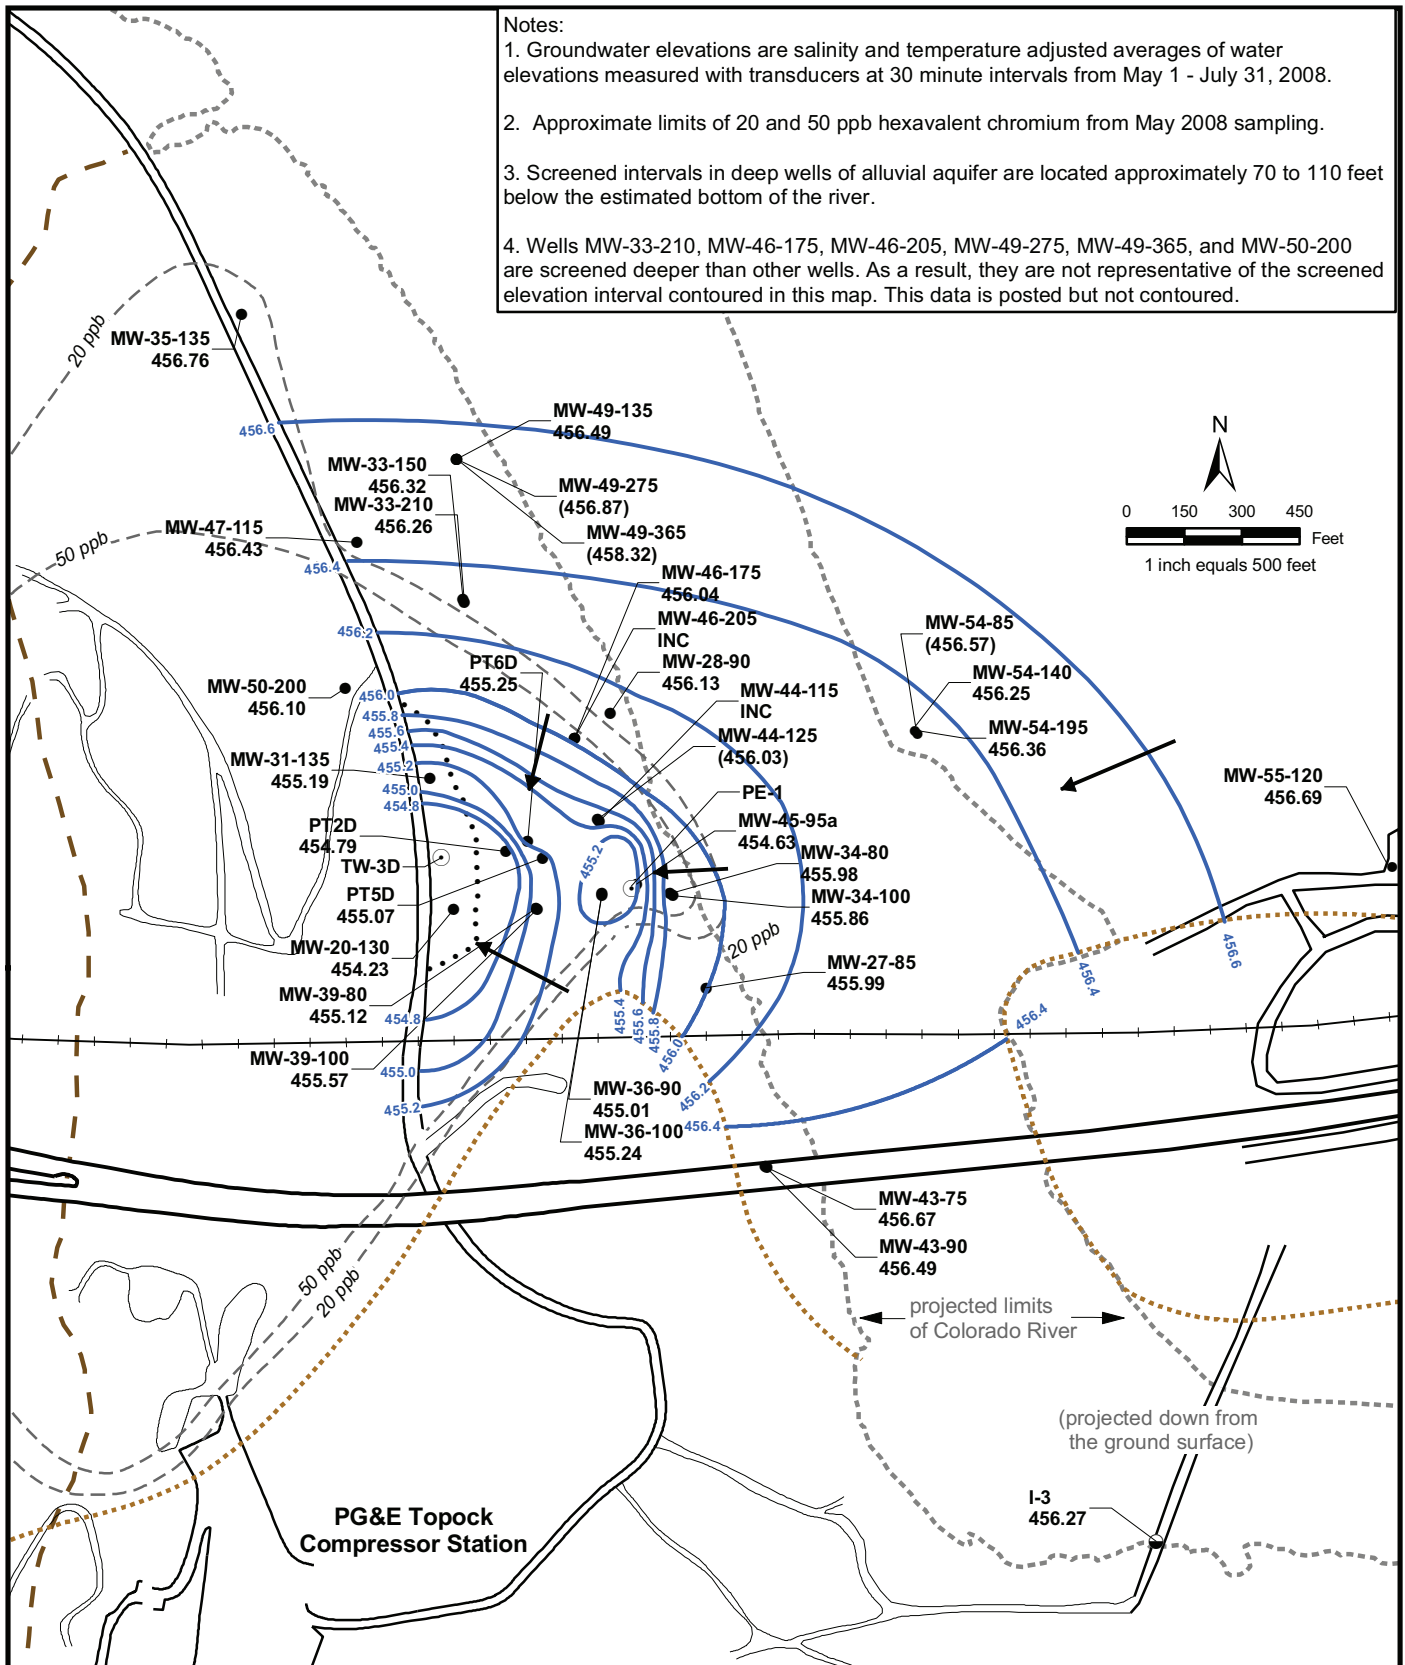 Notes:
1. Groundwater elevations are salinity and temperature adjusted averages of water
elevations measured with transducers at 30 minute intervals from May 1 - July 31, 2008.
2. Approximate limits of 20 and 50 ppb hexavalent chromium from May 2008 sampling.
3. Screened intervals in deep wells of alluvial aquifer are located approximately 70 to 110 feet
below the estimated bottom of the river.
4. Wells MW-33-210, MW-46-175, MW-46-205, MW-49-275, MW-49-365, and MW-50-200
are screened deeper than other wells. As a result, they are not representative of the screened
elevation interval contoured in this map. This data is posted but not contoured.
20 ppb
MW-35-135
456.76
456.6
MW-49-135
456.49
N
0 150 300 450
Feet
1 inch equals 500 feet
MW-33-150
456.32
MW-33-210
456.26
MW-49-275
(456.87)
MW-49-365
(458.32)
MW-47-115
456.43
50 ppb
456.4
MW-46-175
456.04
MW-46-205
INC
MW-28-90
456.13
456.2
PT6D
455.25
MW-54-85
(456.57)
MW-54-140
456.25
MW-54-195
456.36
MW-50-200
456.10
456.0
455.8
455.6
455.4
455.2
455.0
454.8
MW-44-115
INC
MW-44-125
(456.03)
MW-31-135
455.19
PE-1
MW-45-95a
454.63
MW-55-120
456.69
PT2D
454.79
TW-3D
455.2
MW-34-80
455.98
MW-34-100
455.86
PT5D
455.07
MW-20-130
454.23
20 ppb
MW-27-85
455.99
456.6
456.4
MW-39-80
455.12
454.8
455.4
455.6
455.8
456.0
456.4
MW-39-100
455.57
455.0
455.2
MW-36-90
455.01
456.2
MW-36-100
455.24
456.4
MW-43-75
456.67
MW-43-90
456.49
50 ppb
20 ppb
projected limits
of Colorado River
(projected down from
the ground surface)
I-3
456.27
PG&E Topock
Compressor Station